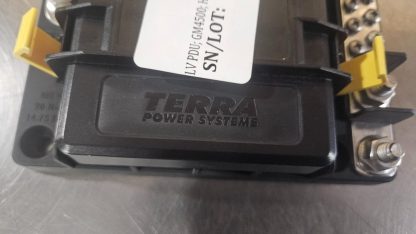 LV PDU; GM4500;
SN/LOT:
TERRA
POWER SYSTEMS